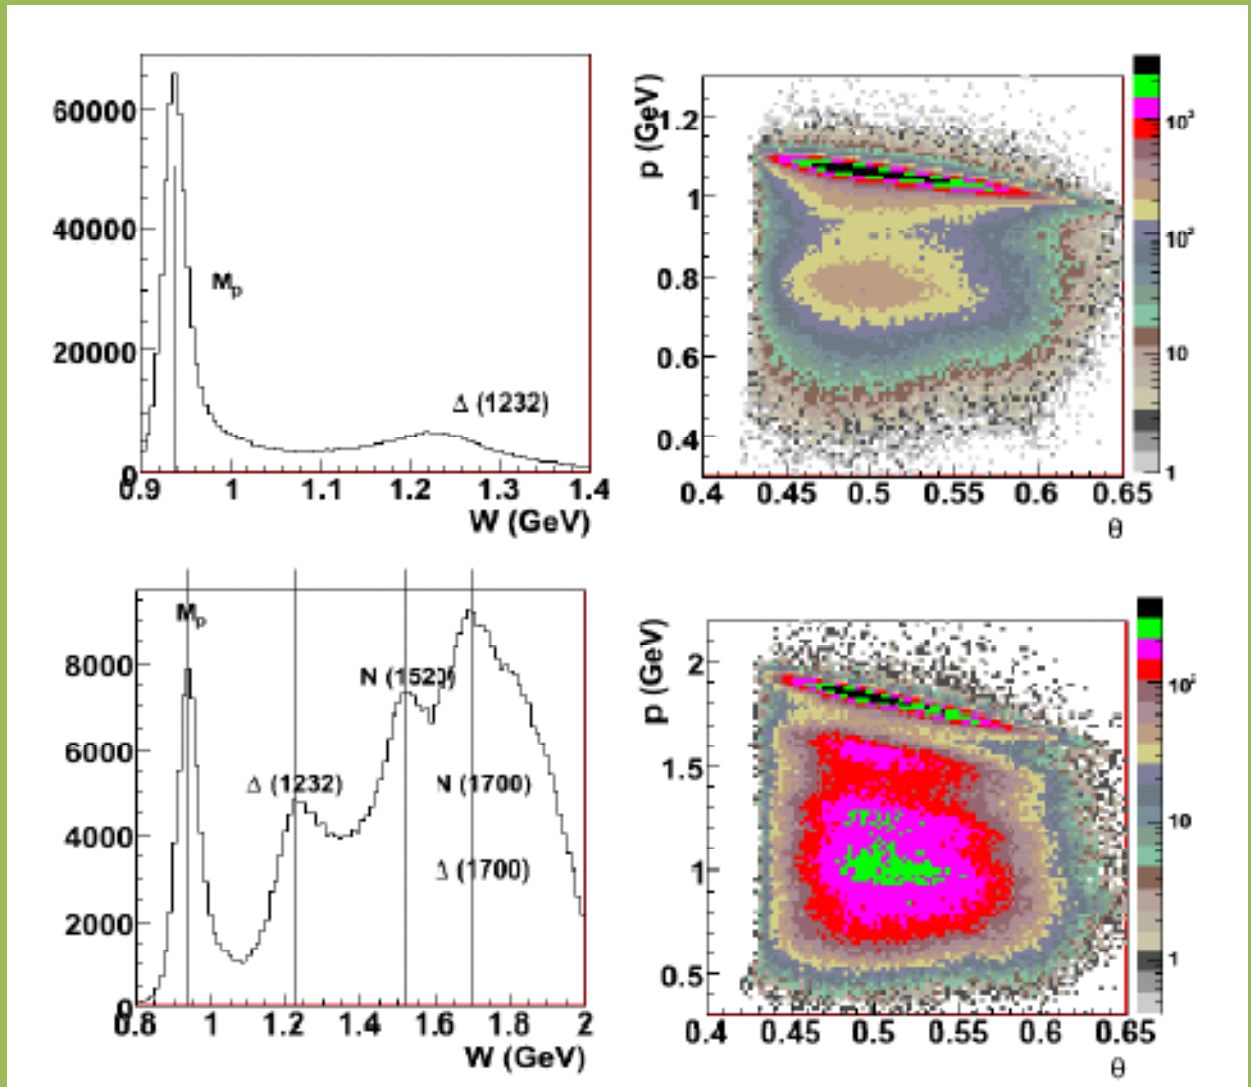 60000
40000
20000
0
0.9 1 1.1 1.2 1.3 1.4
W (GeV)
M_p
Δ (1232)
p (GeV)
1.2
1
0.8
0.6
0.4
0.4 0.45 0.5 0.55 0.6 0.65
θ
10³
10²
10
1
8000
6000
4000
2000
0
0.8 1 1.2 1.4 1.6 1.8 2
W (GeV)
M_p
N (1520)
Δ (1232)
N (1700)
Δ (1700)
p (GeV)
2
1.5
1
0.5
0.4 0.45 0.5 0.55 0.6 0.65
θ
10²
10
1